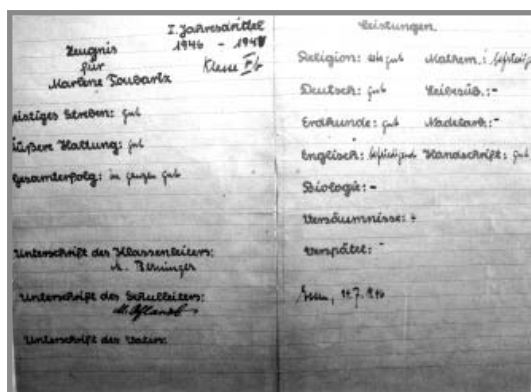 I. Jahresdrittel
1946 - 1947
Zeugnis
für
Klasse Ib
Marlene
Geistiges Streben: gut
Äußere Haltung: gut
Gesamterfolg: im ganzen gut
Unterschrift des Klassenleiters:
Unterschrift des Schulleiters:
Unterschrift des Vaters:
Leistungen.
Religion: sehr gut Mathem.: befriedigend
Deutsch: gut Leibesüb.: -
Erdkunde: gut Nadelarb.: -
Englisch: befriedigend Handschrift: gut
Biologie: -
Versäumnisse:
Verspätet: -